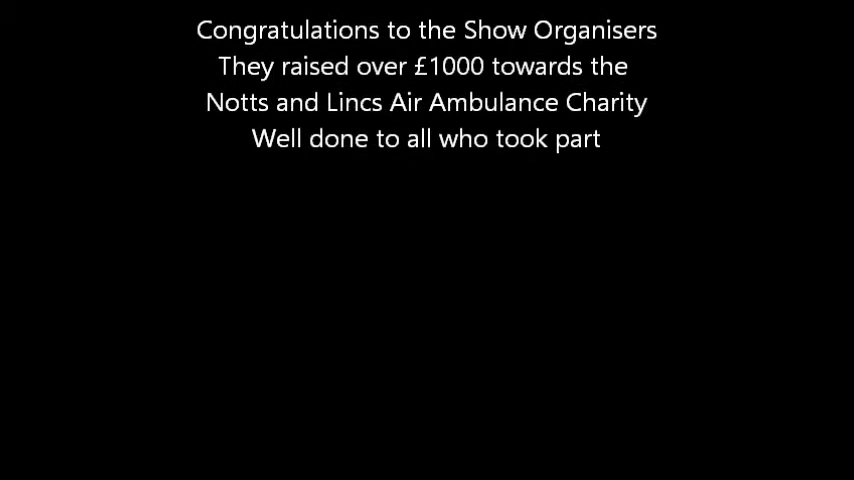 Congratulations to the Show Organisers
They raised over £1000 towards the
Notts and Lincs Air Ambulance Charity
Well done to all who took part